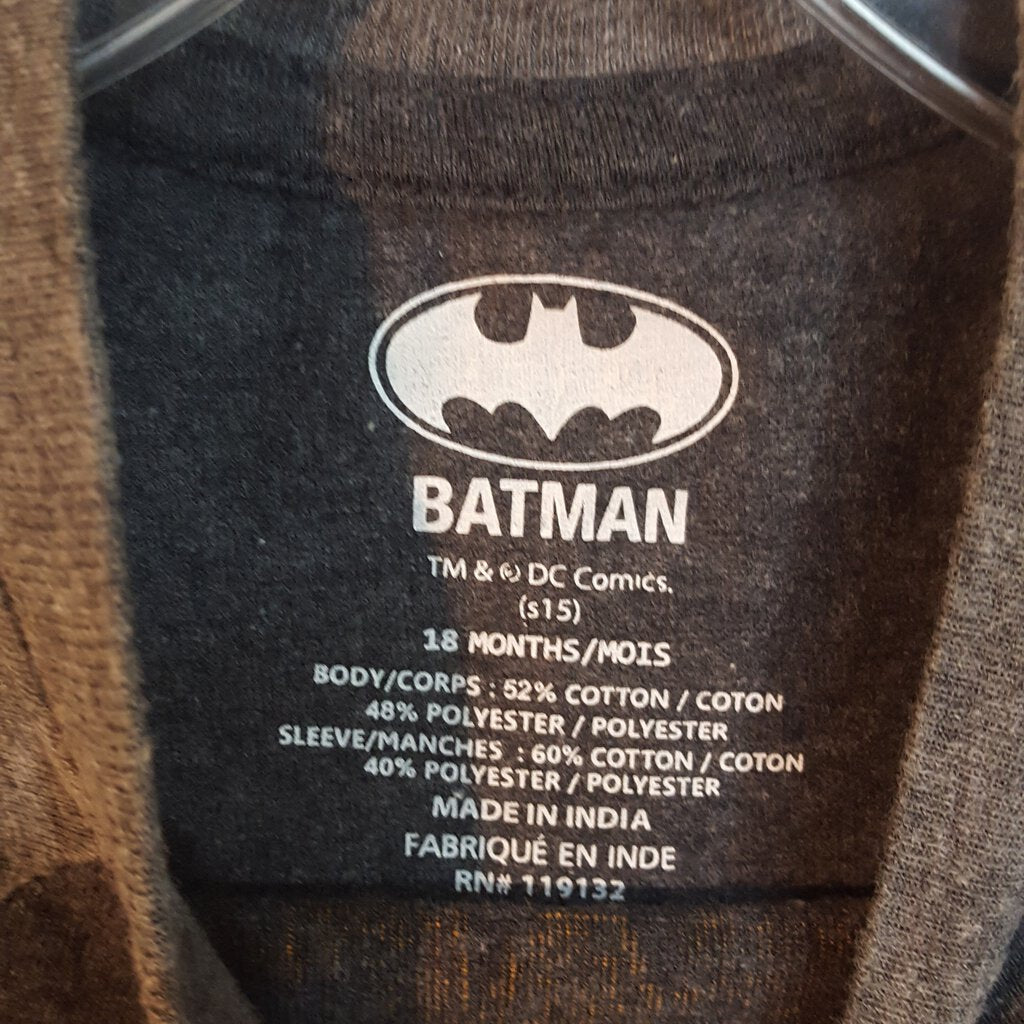 BATMAN
TM & © DC Comics.
(s15)
18 MONTHS/MOIS
BODY/CORPS : 52% COTTON / COTON
48% POLYESTER / POLYESTER
SLEEVE/MANCHES : 60% COTTON / COTON
40% POLYESTER / POLYESTER
MADE IN INDIA
FABRIQUÉ EN INDE
RN# 119132